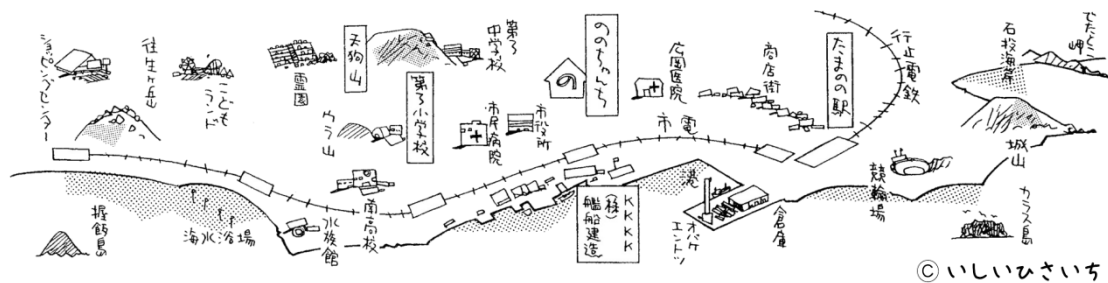 ショッピングセンター
往生ヶ丘山
こどもランド
霊園
天狗山
第3中学校
ののちゃんち
広岡医院
商店街
たまのの駅
行止電鉄
石投海岸
でたらく岬
ウラ山
第3小学校
市民病院
市役所
市電
城山
握飯島
海水浴場
水族館
南高校
KKKK
(株)
艦船建造
港
オバケエントツ
倉庫
競輪場
カラス島
© いしいひさいち